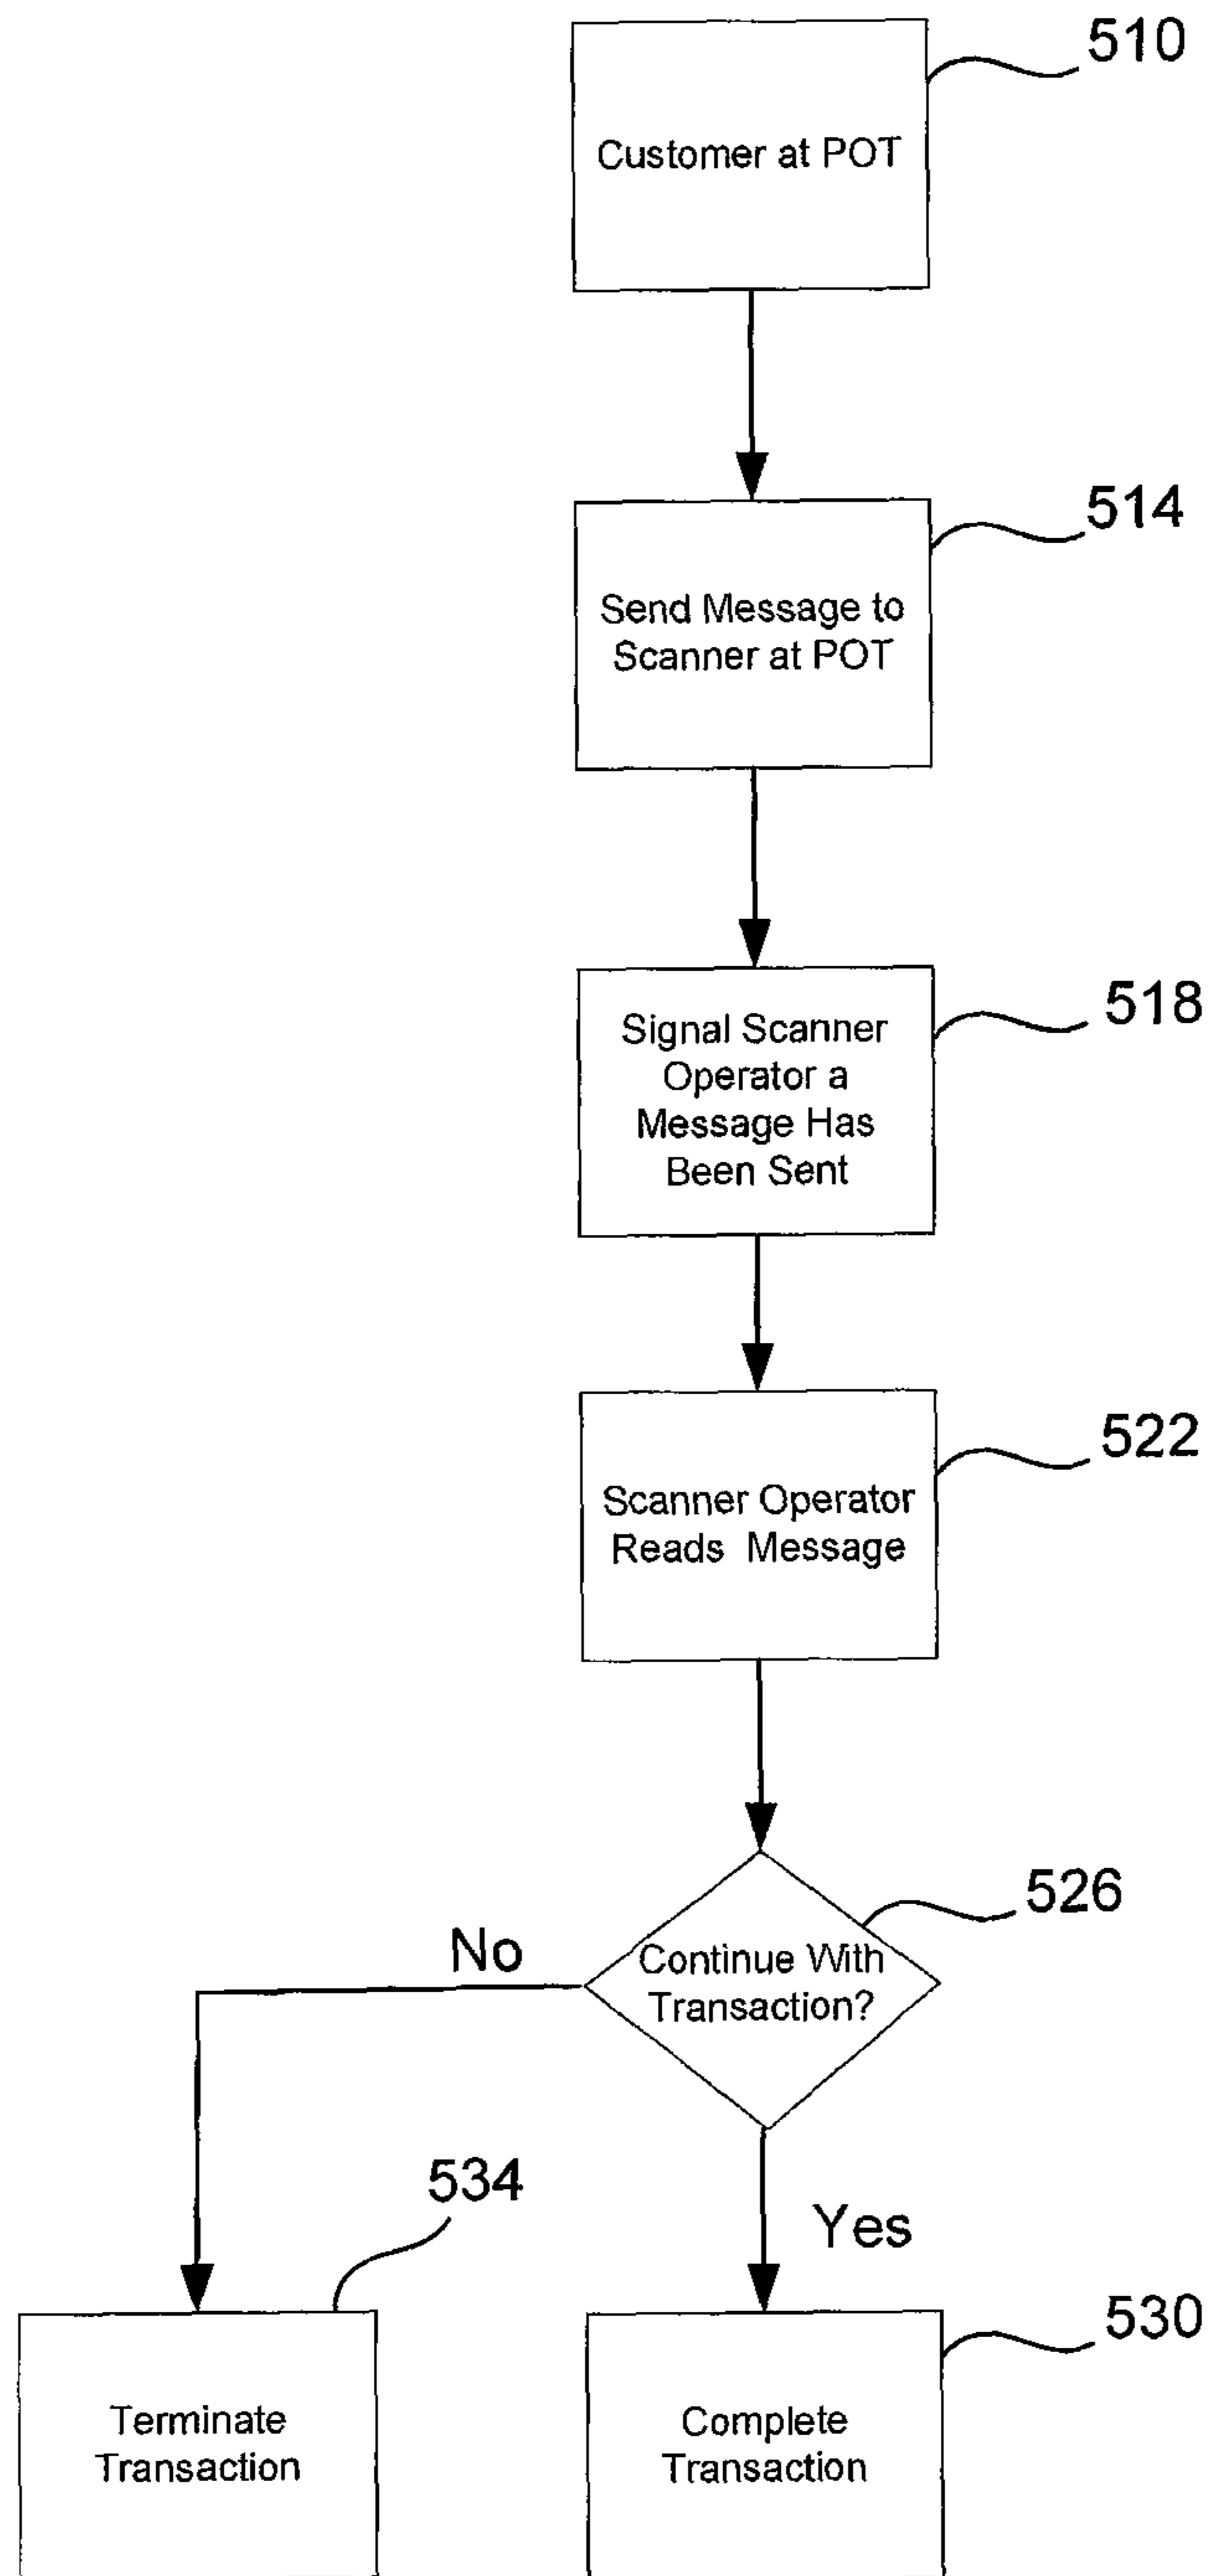 510
Customer at POT
514
Send Message to
Scanner at POT
518
Signal Scanner
Operator a
Message Has
Been Sent
522
Scanner Operator
Reads Message
526
No
Continue With
Transaction?
534
Yes
530
Terminate
Transaction
Complete
Transaction